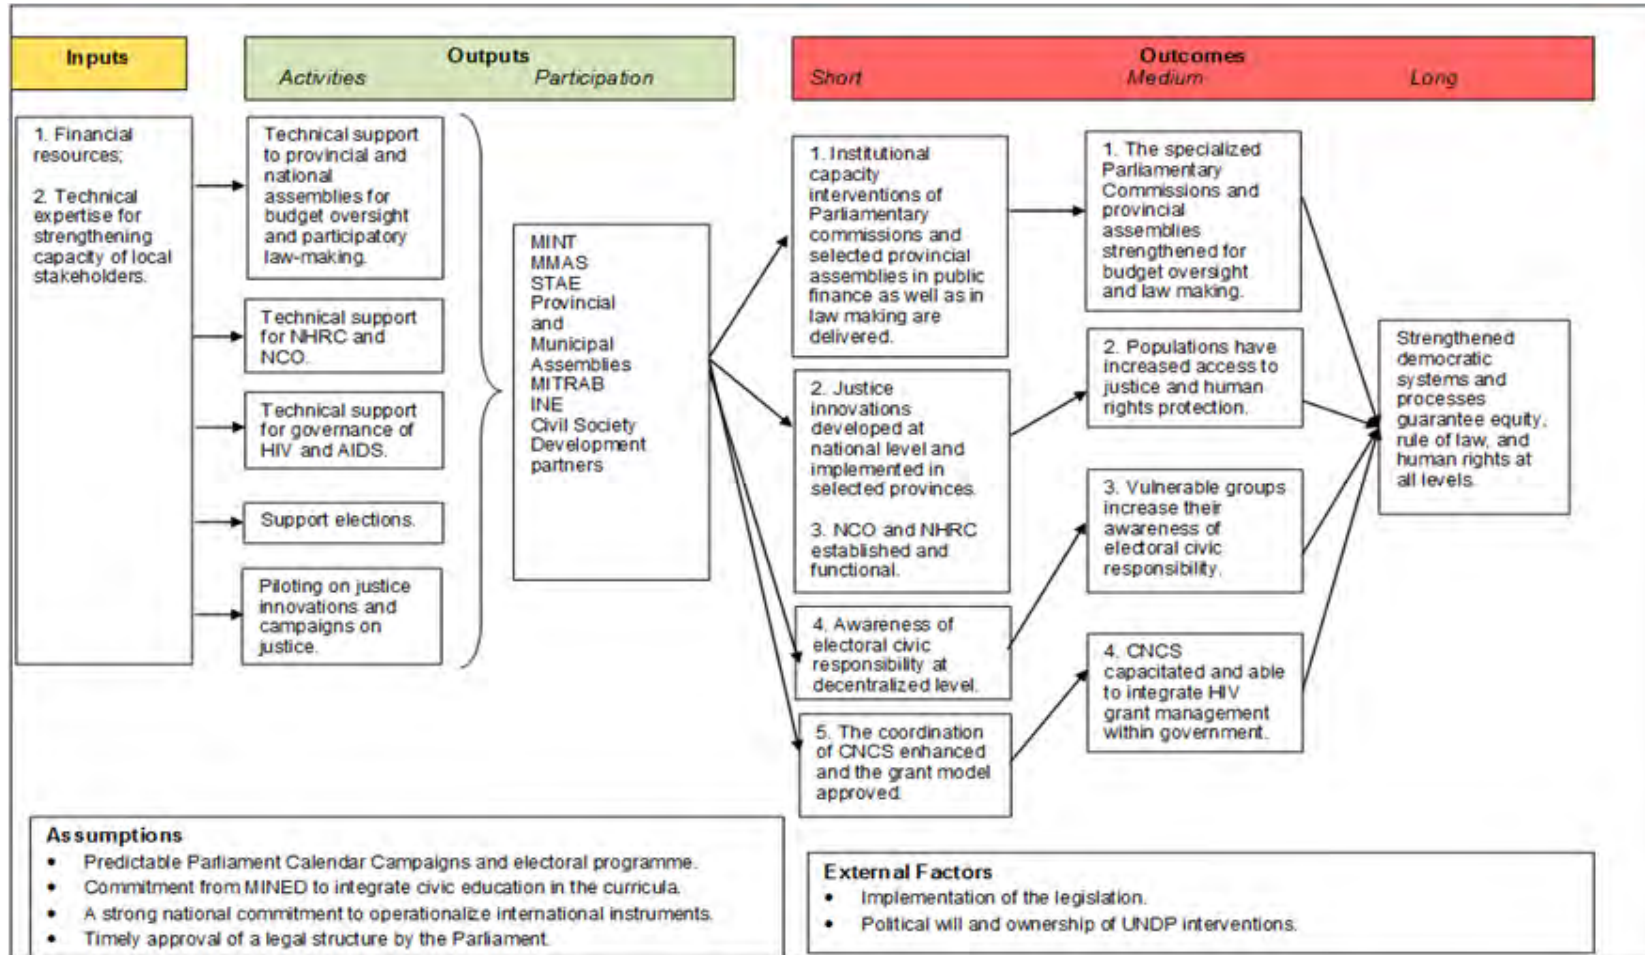 Inputs
Outputs
Activities
Participation
Outcomes
Short
Medium
Long
1. Financial
resources;
2. Technical
expertise for
strengthening
capacity of local
stakeholders.
Technical support
to provincial and
national
assemblies for
budget oversight
and participatory
law-making.
Technical support
for NHRC and
NCO.
Technical support
for governance of
HIV and AIDS.
Support elections.
Piloting on justice
innovations and
campaigns on
justice.
MINT
MMAS
STAE
Provincial
and
Municipal
Assemblies
MITRAB
INE
Civil Society
Development
partners
1. Institutional
capacity
interventions of
Parliamentary
commissions and
selected provincial
assemblies in public
finance as well as in
law making are
delivered.
2. Justice
innovations
developed at
national level and
implemented in
selected provinces.
3. NCO and NHRC
established and
functional.
4. Awareness of
electoral civic
responsibility at
decentralized level.
5. The coordination
of CNCS enhanced
and the grant model
approved.
1. The specialized
Parliamentary
Commissions and
provincial
assemblies
strengthened for
budget oversight
and law making.
2. Populations have
increased access to
justice and human
rights protection.
3. Vulnerable groups
increase their
awareness of
electoral civic
responsibility.
4. CNCS
capacitated and able
to integrate HIV
grant management
within government.
Strengthened
democratic
systems and
processes
guarantee equity,
rule of law, and
human rights at
all levels.
Assumptions
• Predictable Parliament Calendar Campaigns and electoral programme.
• Commitment from MINED to integrate civic education in the curricula.
• A strong national commitment to operationalize international instruments.
• Timely approval of a legal structure by the Parliament.
External Factors
• Implementation of the legislation.
• Political will and ownership of UNDP interventions.